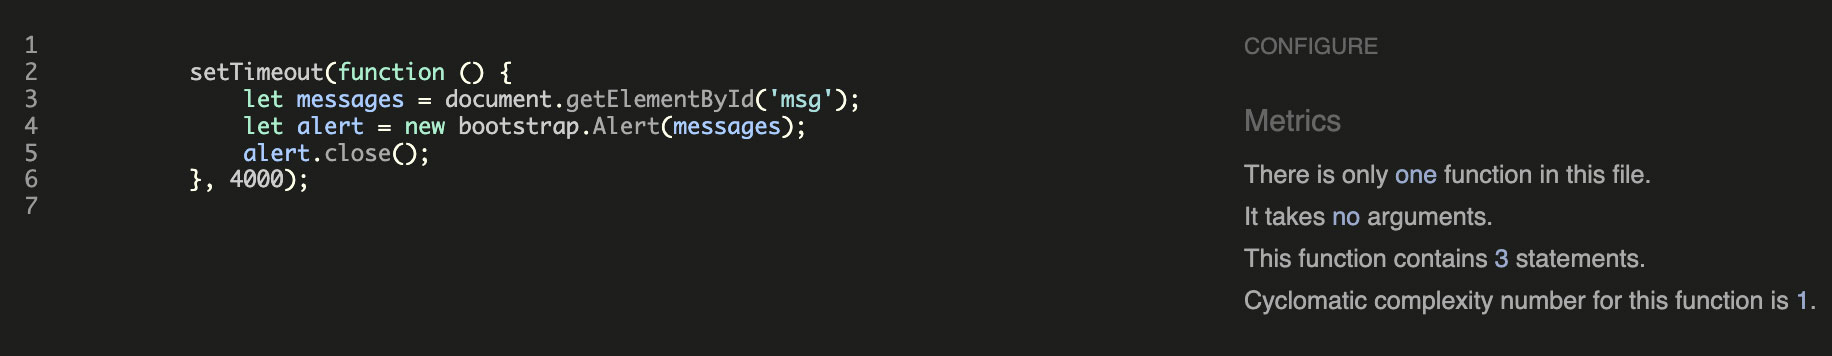 1
2 setTimeout(function () {
3 let messages = document.getElementById('msg');
4 let alert = new bootstrap.Alert(messages);
5 alert.close();
6 }, 4000);
7
CONFIGURE
Metrics
There is only one function in this file.
It takes no arguments.
This function contains 3 statements.
Cyclomatic complexity number for this function is 1.